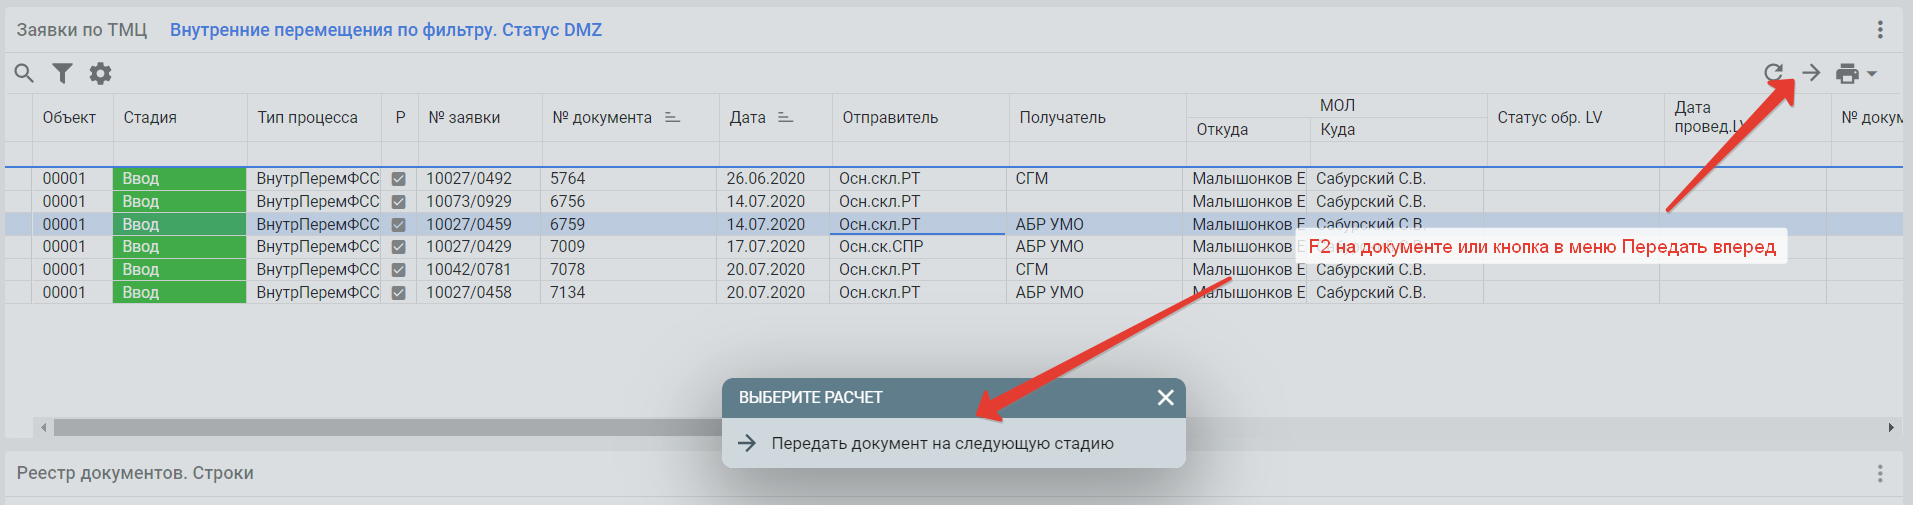 Заявки по ТМЦ Внутренние перемещения по фильтру. Статус DMZ
МОЛ
Объект Стадия Тип процесса Р № заявки № документа Дата Отправитель Получатель Откуда Куда Статус обр. LV Дата провед.LV № докум
00001 Ввод ВнутрПеремФСС 10027/0492 5764 26.06.2020 Осн.скл.РТ СГМ Малышонков Е Сабурский С.В.
00001 Ввод ВнутрПеремФСС 10073/0929 6756 14.07.2020 Осн.скл.РТ Малышонков Е Сабурский С.В.
00001 Ввод ВнутрПеремФСС 10027/0459 6759 14.07.2020 Осн.скл.РТ АБР УМО Малышонков Е Сабурский С.В.
00001 Ввод ВнутрПеремФСС 10027/0429 7009 17.07.2020 Осн.ск.СПР АБР УМО Малышонков Е Сабурский С.В.
F2 на документе или кнопка в меню Передать вперед
00001 Ввод ВнутрПеремФСС 10042/0781 7078 20.07.2020 Осн.скл.РТ СГМ Малышонков Е Сабурский С.В.
00001 Ввод ВнутрПеремФСС 10027/0458 7134 20.07.2020 Осн.скл.РТ АБР УМО Малышонков Е Сабурский С.В.
ВЫБЕРИТЕ РАСЧЕТ
Передать документ на следующую стадию
Реестр документов. Строки